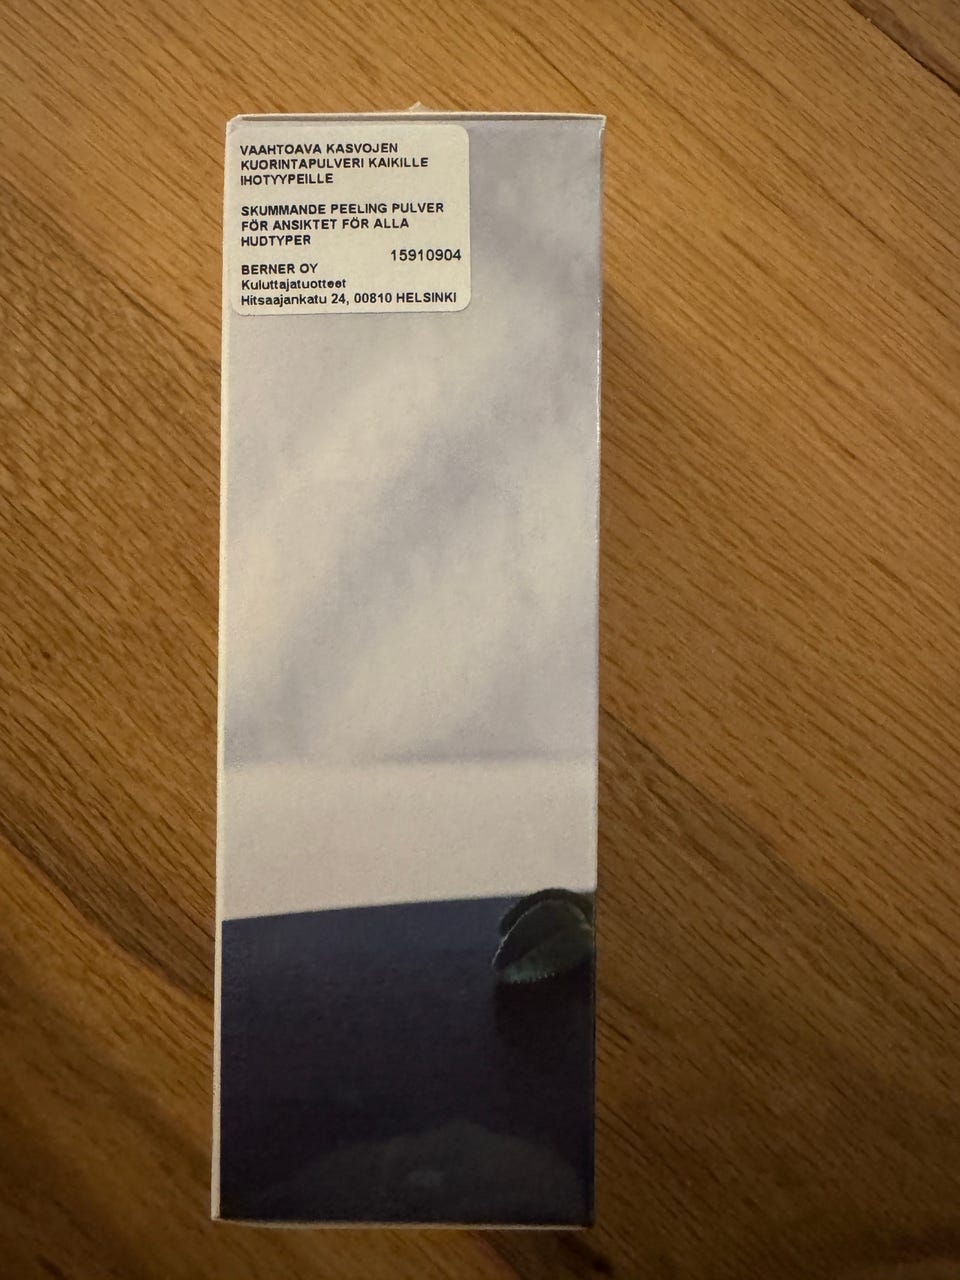 VAAHTOAVA KASVOJEN
KUORINTAPULVERI KAIKILLE
IHOTYYPEILLE
SKUMMANDE PEELING PULVER
FÖR ANSIKTET FÖR ALLA
HUDTYPER
15910904
BERNER OY
Kuluttajatuotteet
Hitsaajankatu 24, 00810 HELSINKI